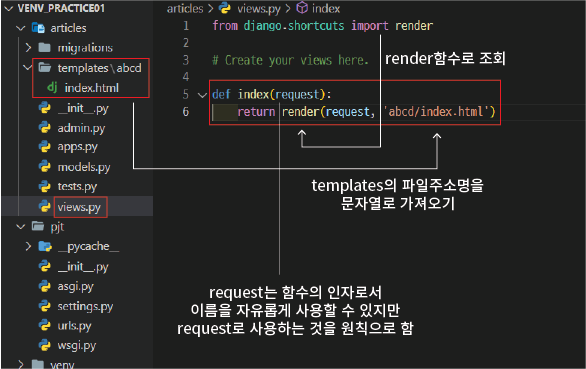 VENV_PRACTICE01
articles
migrations
templates\abcd
index.html
__init__.py
admin.py
apps.py
models.py
tests.py
views.py
pjt
__pycache__
__init__.py
asgi.py
settings.py
urls.py
wsgi.py
venv
articles > views.py > index
1 from django.shortcuts import render
2
3 # Create your views here.
4
5 def index(request):
6 return render(request, 'abcd/index.html')
render함수로 조회
templates의 파일주소명을
문자열로 가져오기
request는 함수의 인자로서
이름을 자유롭게 사용할 수 있지만
request로 사용하는 것을 원칙으로 함